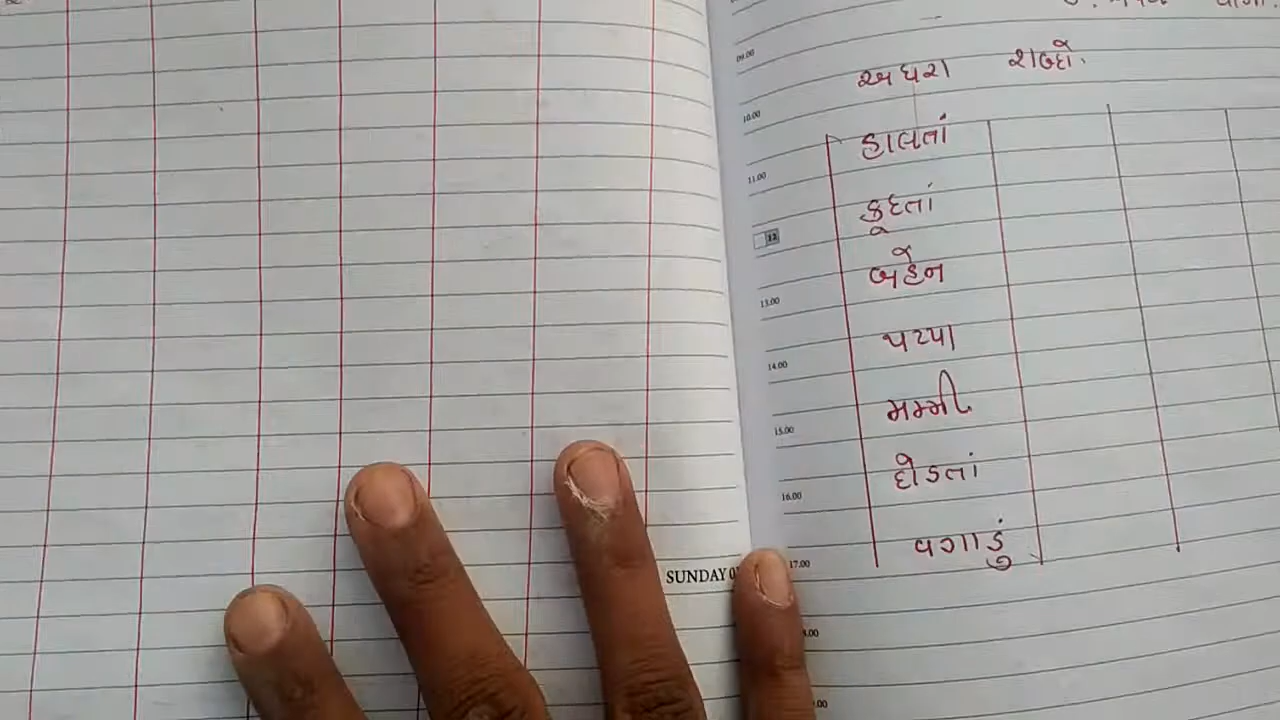 09.00
અઘરા શબ્દો.
10.00
હાલતાં
11.00
કૂદતાં
12
બહેન
13.00
પપ્પા
14.00
મમ્મી
15.00
દોડતાં
16.00
વગાડું
17.00
SUNDAY